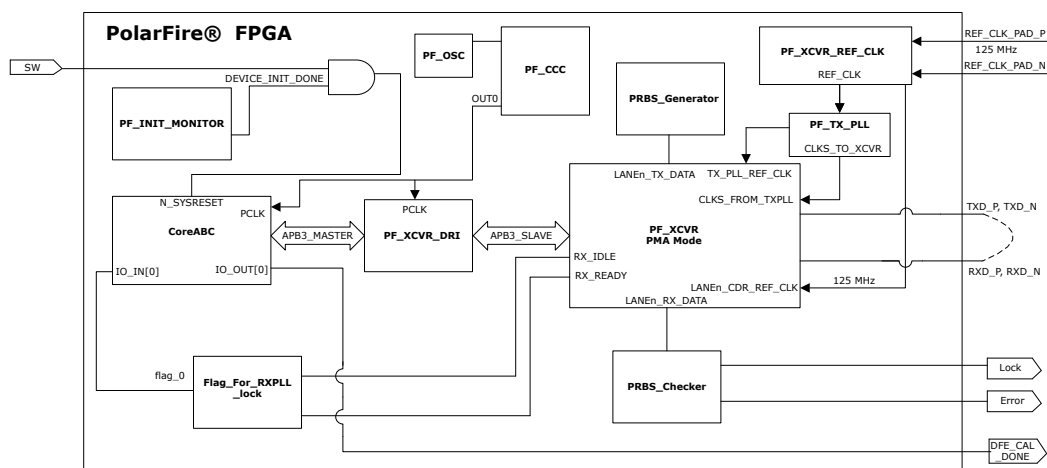 PolarFire® FPGA
SW
DEVICE_INIT_DONE
PF_INIT_MONITOR
PF_OSC
PF_CCC
OUT0
PRBS_Generator
PF_XCVR_REF_CLK
REF_CLK
REF_CLK_PAD_P
125 MHz
REF_CLK_PAD_N
PF_TX_PLL
CLKS_TO_XCVR
N_SYSRESET
PCLK
CoreABC
IO_IN[0]
IO_OUT[0]
APB3_MASTER
PCLK
PF_XCVR_DRI
APB3_SLAVE
LANEn_TX_DATA
TX_PLL_REF_CLK
CLKS_FROM_TXPLL
PF_XCVR
PMA Mode
RX_IDLE
RX_READY
LANEn_CDR_REF_CLK
LANEn_RX_DATA
125 MHz
TXD_P, TXD_N
RXD_P, RXD_N
flag_0
Flag_For_RXPLL
_lock
PRBS_Checker
Lock
Error
DFE_CAL
_DONE